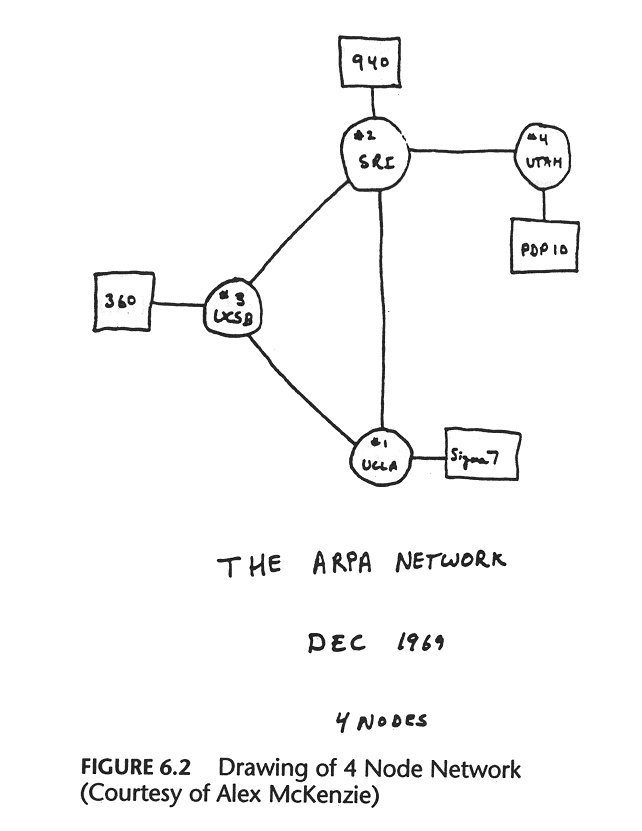 940
#2
SRI
#4
UTAH
PDP 10
360
#3
UCSB
#1
UCLA
Sigma 7
THE ARPA NETWORK
DEC 1969
4 NODES
FIGURE 6.2 Drawing of 4 Node Network
(Courtesy of Alex McKenzie)